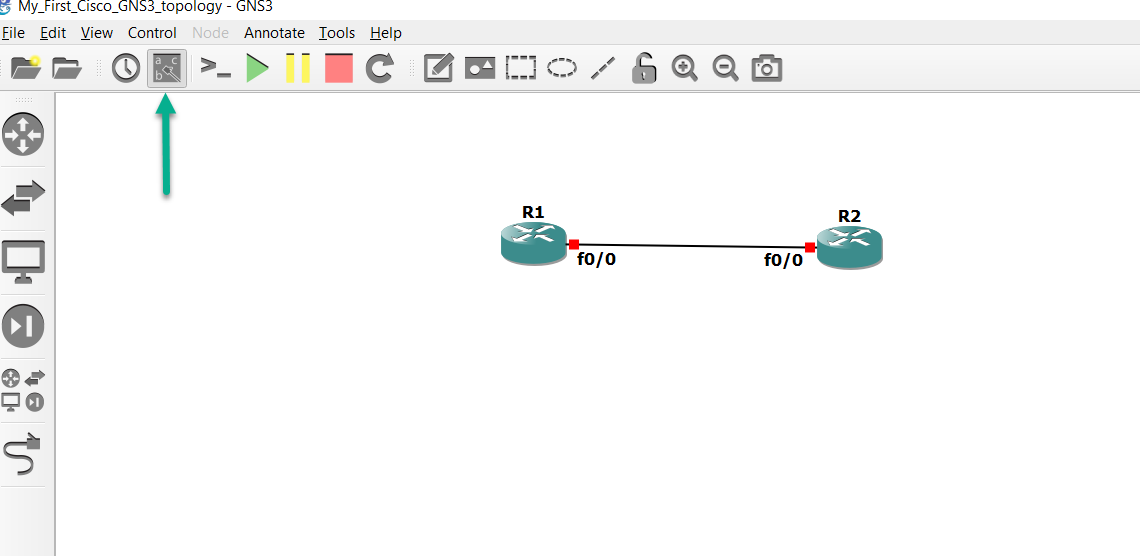 My_First_Cisco_GNS3_topology - GNS3
File Edit View Control Node Annotate Tools Help
a c
b
>_
R1
R2
f0/0
f0/0